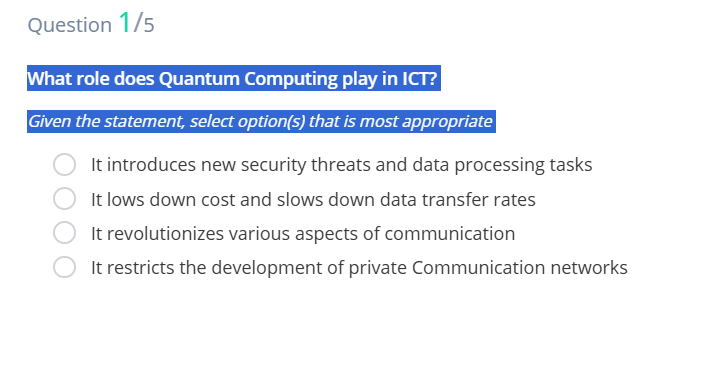 Question 1/5
What role does Quantum Computing play in ICT?
Given the statement, select option(s) that is most appropriate
It introduces new security threats and data processing tasks
It lows down cost and slows down data transfer rates
It revolutionizes various aspects of communication
It restricts the development of private Communication networks